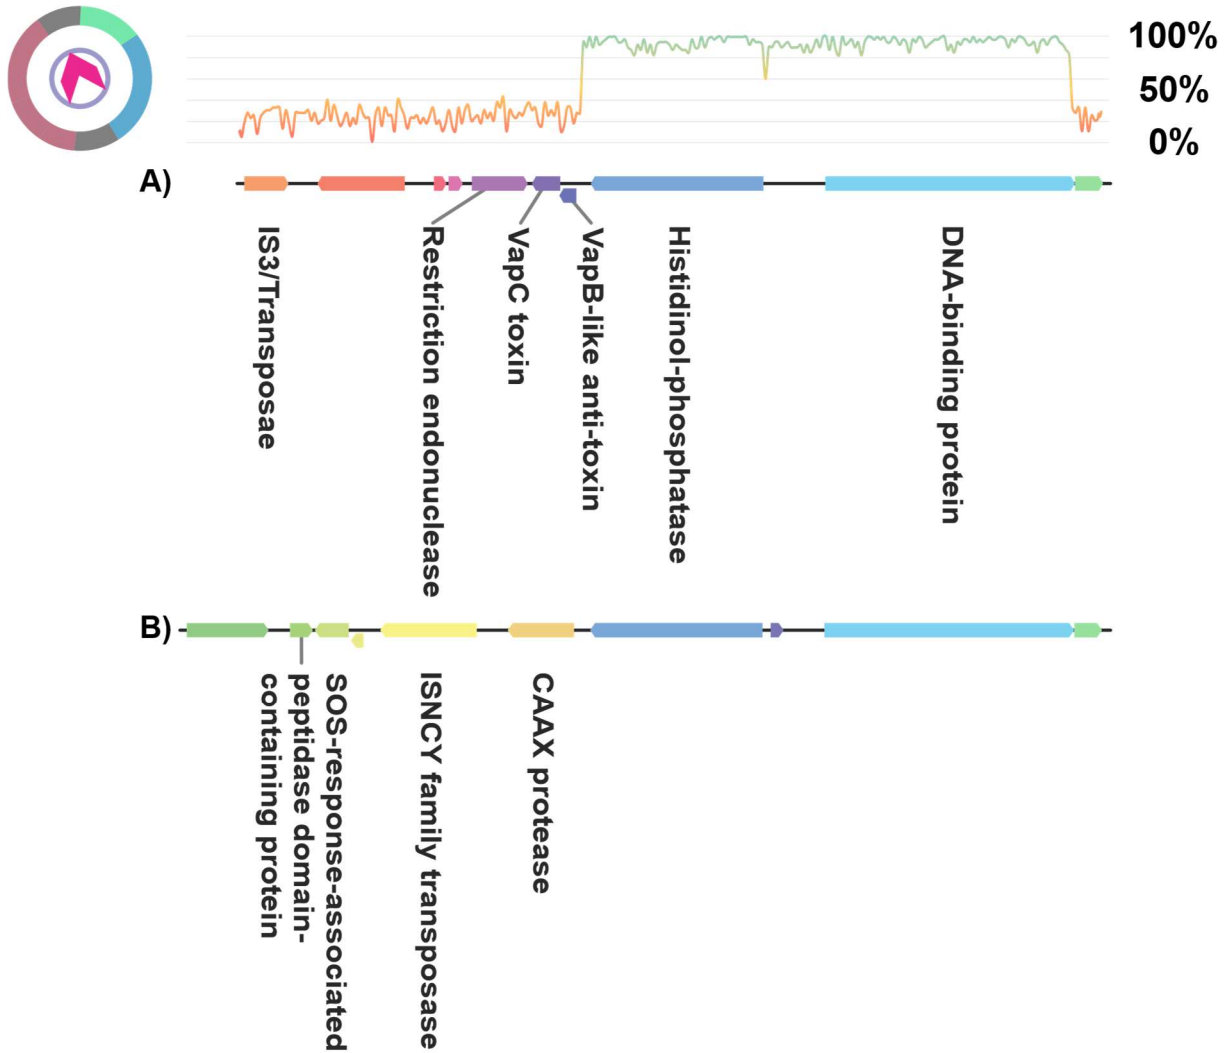 100%
50%
0%
A)
IS3/Transposae
Restriction endonuclease
VapC toxin
VapB-like anti-toxin
Histidinol-phosphatase
DNA-binding protein
B)
SOS-response-associated
peptidase domain-
containing protein
ISNCY family transposase
CAAX protease